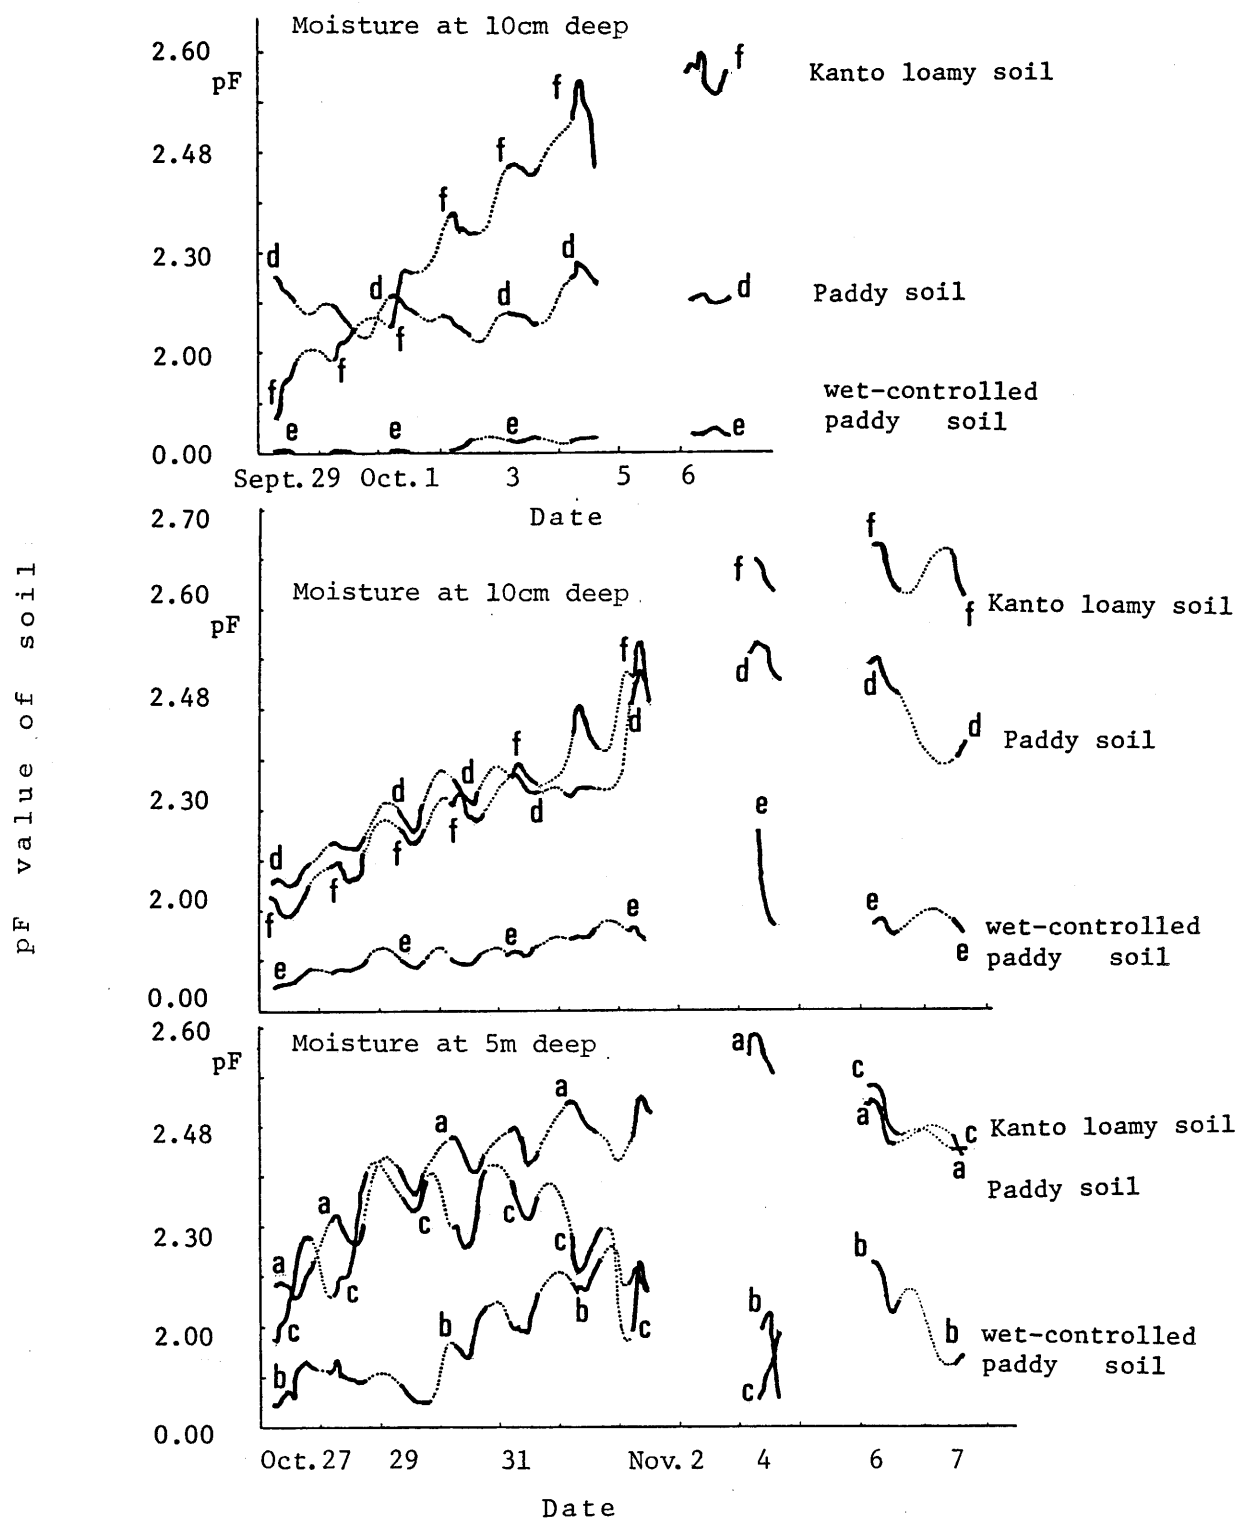 Moisture at 10cm deep
2.60
pF
f
Kanto loamy soil
f
2.48
f
f
2.30
d
d
d
d
d
Paddy soil
f
2.00
f
f
wet-controlled
paddy soil
e
e
e
e
0.00
Sept. 29 Oct. 1 3 5 6
Date
pF value of soil
2.70
f
Moisture at 10cm deep
2.60
f
f Kanto loamy soil
pF
f
d
d
2.48
d
d
Paddy soil
f
d
d
2.30
d
e
f
f
d
2.00
f
f
e
e
e
e
e
wet-controlled
e
paddy soil
0.00
2.60
Moisture at 5m deep
a
pF
c
a
a
a
2.48
c Kanto loamy soil
a
a
Paddy soil
c
c
2.30
c
b
a
c
b
b
b
2.00
c
c
b
wet-controlled
paddy soil
b
c
0.00
Oct. 27 29 31 Nov. 2 4 6 7
Date